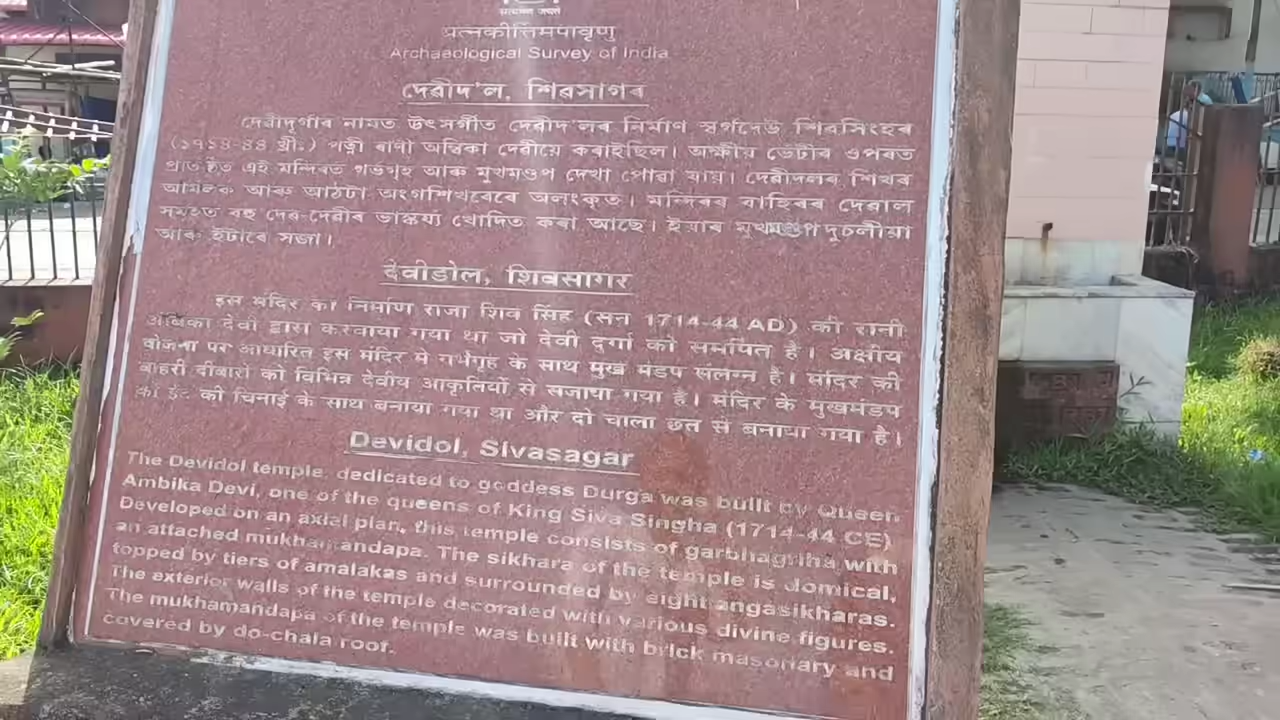 सत्यमेव जयते
प्रत्नकीर्त्तिमपावृणु
Archaeological Survey of India
দেৱীদ'ল, শিৱসাগৰ
দেৱীদূৰ্গাৰ নামত উৎসৰ্গীত দেৱীদ'লৰ নিৰ্মাণ স্বৰ্গদেউ শিৱসিংহৰ
(১৭১৪-৪৪ খ্ৰীঃ) পত্নী ৰাণী অম্বিকা দেৱীয়ে কৰাইছিল। অক্ষীয় ভেটীৰ ওপৰত
প্ৰতিষ্ঠিত এই মন্দিৰত গৰ্ভগৃহ আৰু মুখমণ্ডপ দেখা পোৱা যায়। দেৱীদলৰ শিখৰ
আমলক আৰু আঠটা অংগশিখৰেৰে অলংকৃত। মন্দিৰৰ বাহিৰৰ দেৱাল
সমূহত বহু দেৱ-দেৱীৰ ভাস্কৰ্য্য খোদিত কৰা আছে। ইয়াৰ মুখমণ্ডপ দুচলীয়া
আৰু ইটাৰে সজা।
देवीडोल, शिवसागर
इस मंदिर का निर्माण राजा शिव सिंह (सन 1714-44 AD) की रानी
अंबिका देवी द्वारा करवाया गया था जो देवी दुर्गा को समर्पित है। अक्षीय
योजना पर आधारित इस मंदिर मे गर्भगृह के साथ मुख मंडप संलग्न है। मंदिर की
बाहरी दीवारों को विभिन्न देवीय आकृतियों से सजाया गया है। मंदिर के मुखमंडप
को ईंट की चिनाई के साथ बनाया गया था और दो चाला छत से बनाया गया है।
Devidol, Sivasagar
The Devidol temple, dedicated to goddess Durga was built by Queen
Ambika Devi, one of the queens of King Siva Singha (1714-44 CE).
Developed on an axial plan, this temple consists of garbhagriha with
an attached mukhamandapa. The sikhara of the temple is domical,
topped by tiers of amalakas and surrounded by eight angasikharas.
The exterior walls of the temple decorated with various divine figures.
The mukhamandapa of the temple was built with brick masonary and
covered by do-chala roof.